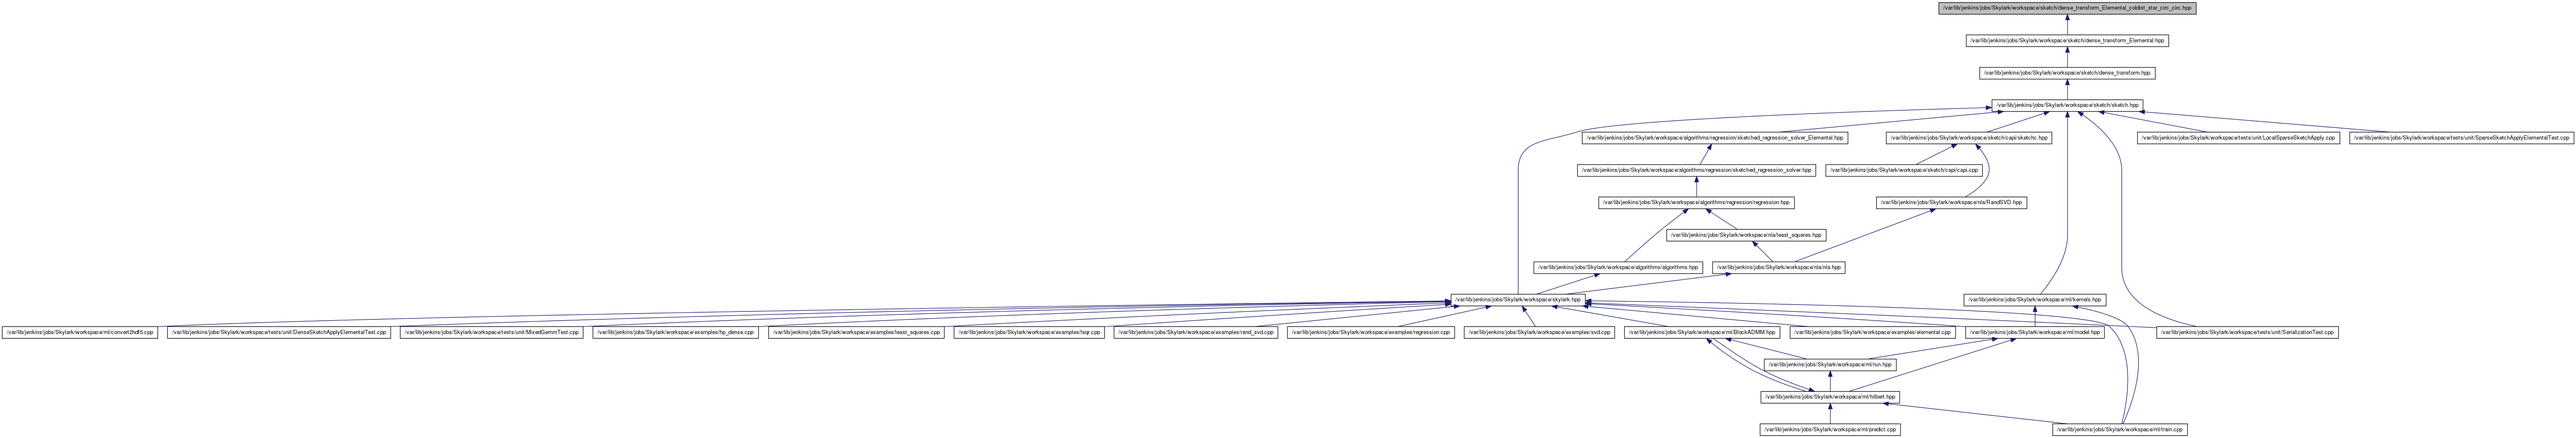 /var/lib/jenkins/jobs/Skylark/workspace/sketch/dense_transform_Elemental_coldist_star_circ_circ.hpp
/var/lib/jenkins/jobs/Skylark/workspace/sketch/dense_transform_Elemental.hpp
/var/lib/jenkins/jobs/Skylark/workspace/sketch/dense_transform.hpp
/var/lib/jenkins/jobs/Skylark/workspace/sketch/sketch.hpp
/var/lib/jenkins/jobs/Skylark/workspace/algorithms/regression/sketched_regression_solver_Elemental.hpp
/var/lib/jenkins/jobs/Skylark/workspace/sketch/capi/sketchc.hpp
/var/lib/jenkins/jobs/Skylark/workspace/tests/unit/LocalSparseSketchApply.cpp
/var/lib/jenkins/jobs/Skylark/workspace/tests/unit/SparseSketchApplyElementalTest.cpp
/var/lib/jenkins/jobs/Skylark/workspace/algorithms/regression/sketched_regression_solver.hpp
/var/lib/jenkins/jobs/Skylark/workspace/sketch/capi/capi.cpp
/var/lib/jenkins/jobs/Skylark/workspace/algorithms/regression/regression.hpp
/var/lib/jenkins/jobs/Skylark/workspace/nla/RandSVD.hpp
/var/lib/jenkins/jobs/Skylark/workspace/nla/least_squares.hpp
/var/lib/jenkins/jobs/Skylark/workspace/algorithms/algorithms.hpp
/var/lib/jenkins/jobs/Skylark/workspace/nla/nla.hpp
/var/lib/jenkins/jobs/Skylark/workspace/skylark.hpp
/var/lib/jenkins/jobs/Skylark/workspace/ml/kernels.hpp
/var/lib/jenkins/jobs/Skylark/workspace/ml/convert2hdf5.cpp
/var/lib/jenkins/jobs/Skylark/workspace/tests/unit/DenseSketchApplyElementalTest.cpp
/var/lib/jenkins/jobs/Skylark/workspace/tests/unit/MixedGemmTest.cpp
/var/lib/jenkins/jobs/Skylark/workspace/examples/hp_dense.cpp
/var/lib/jenkins/jobs/Skylark/workspace/examples/least_squares.cpp
/var/lib/jenkins/jobs/Skylark/workspace/examples/lsqr.cpp
/var/lib/jenkins/jobs/Skylark/workspace/examples/rand_svd.cpp
/var/lib/jenkins/jobs/Skylark/workspace/examples/regression.cpp
/var/lib/jenkins/jobs/Skylark/workspace/examples/svd.cpp
/var/lib/jenkins/jobs/Skylark/workspace/ml/BlockADMM.hpp
/var/lib/jenkins/jobs/Skylark/workspace/examples/elemental.cpp
/var/lib/jenkins/jobs/Skylark/workspace/ml/model.hpp
/var/lib/jenkins/jobs/Skylark/workspace/tests/unit/SerializationTest.cpp
/var/lib/jenkins/jobs/Skylark/workspace/ml/run.hpp
/var/lib/jenkins/jobs/Skylark/workspace/ml/hilbert.hpp
/var/lib/jenkins/jobs/Skylark/workspace/ml/predict.cpp
/var/lib/jenkins/jobs/Skylark/workspace/ml/train.cpp